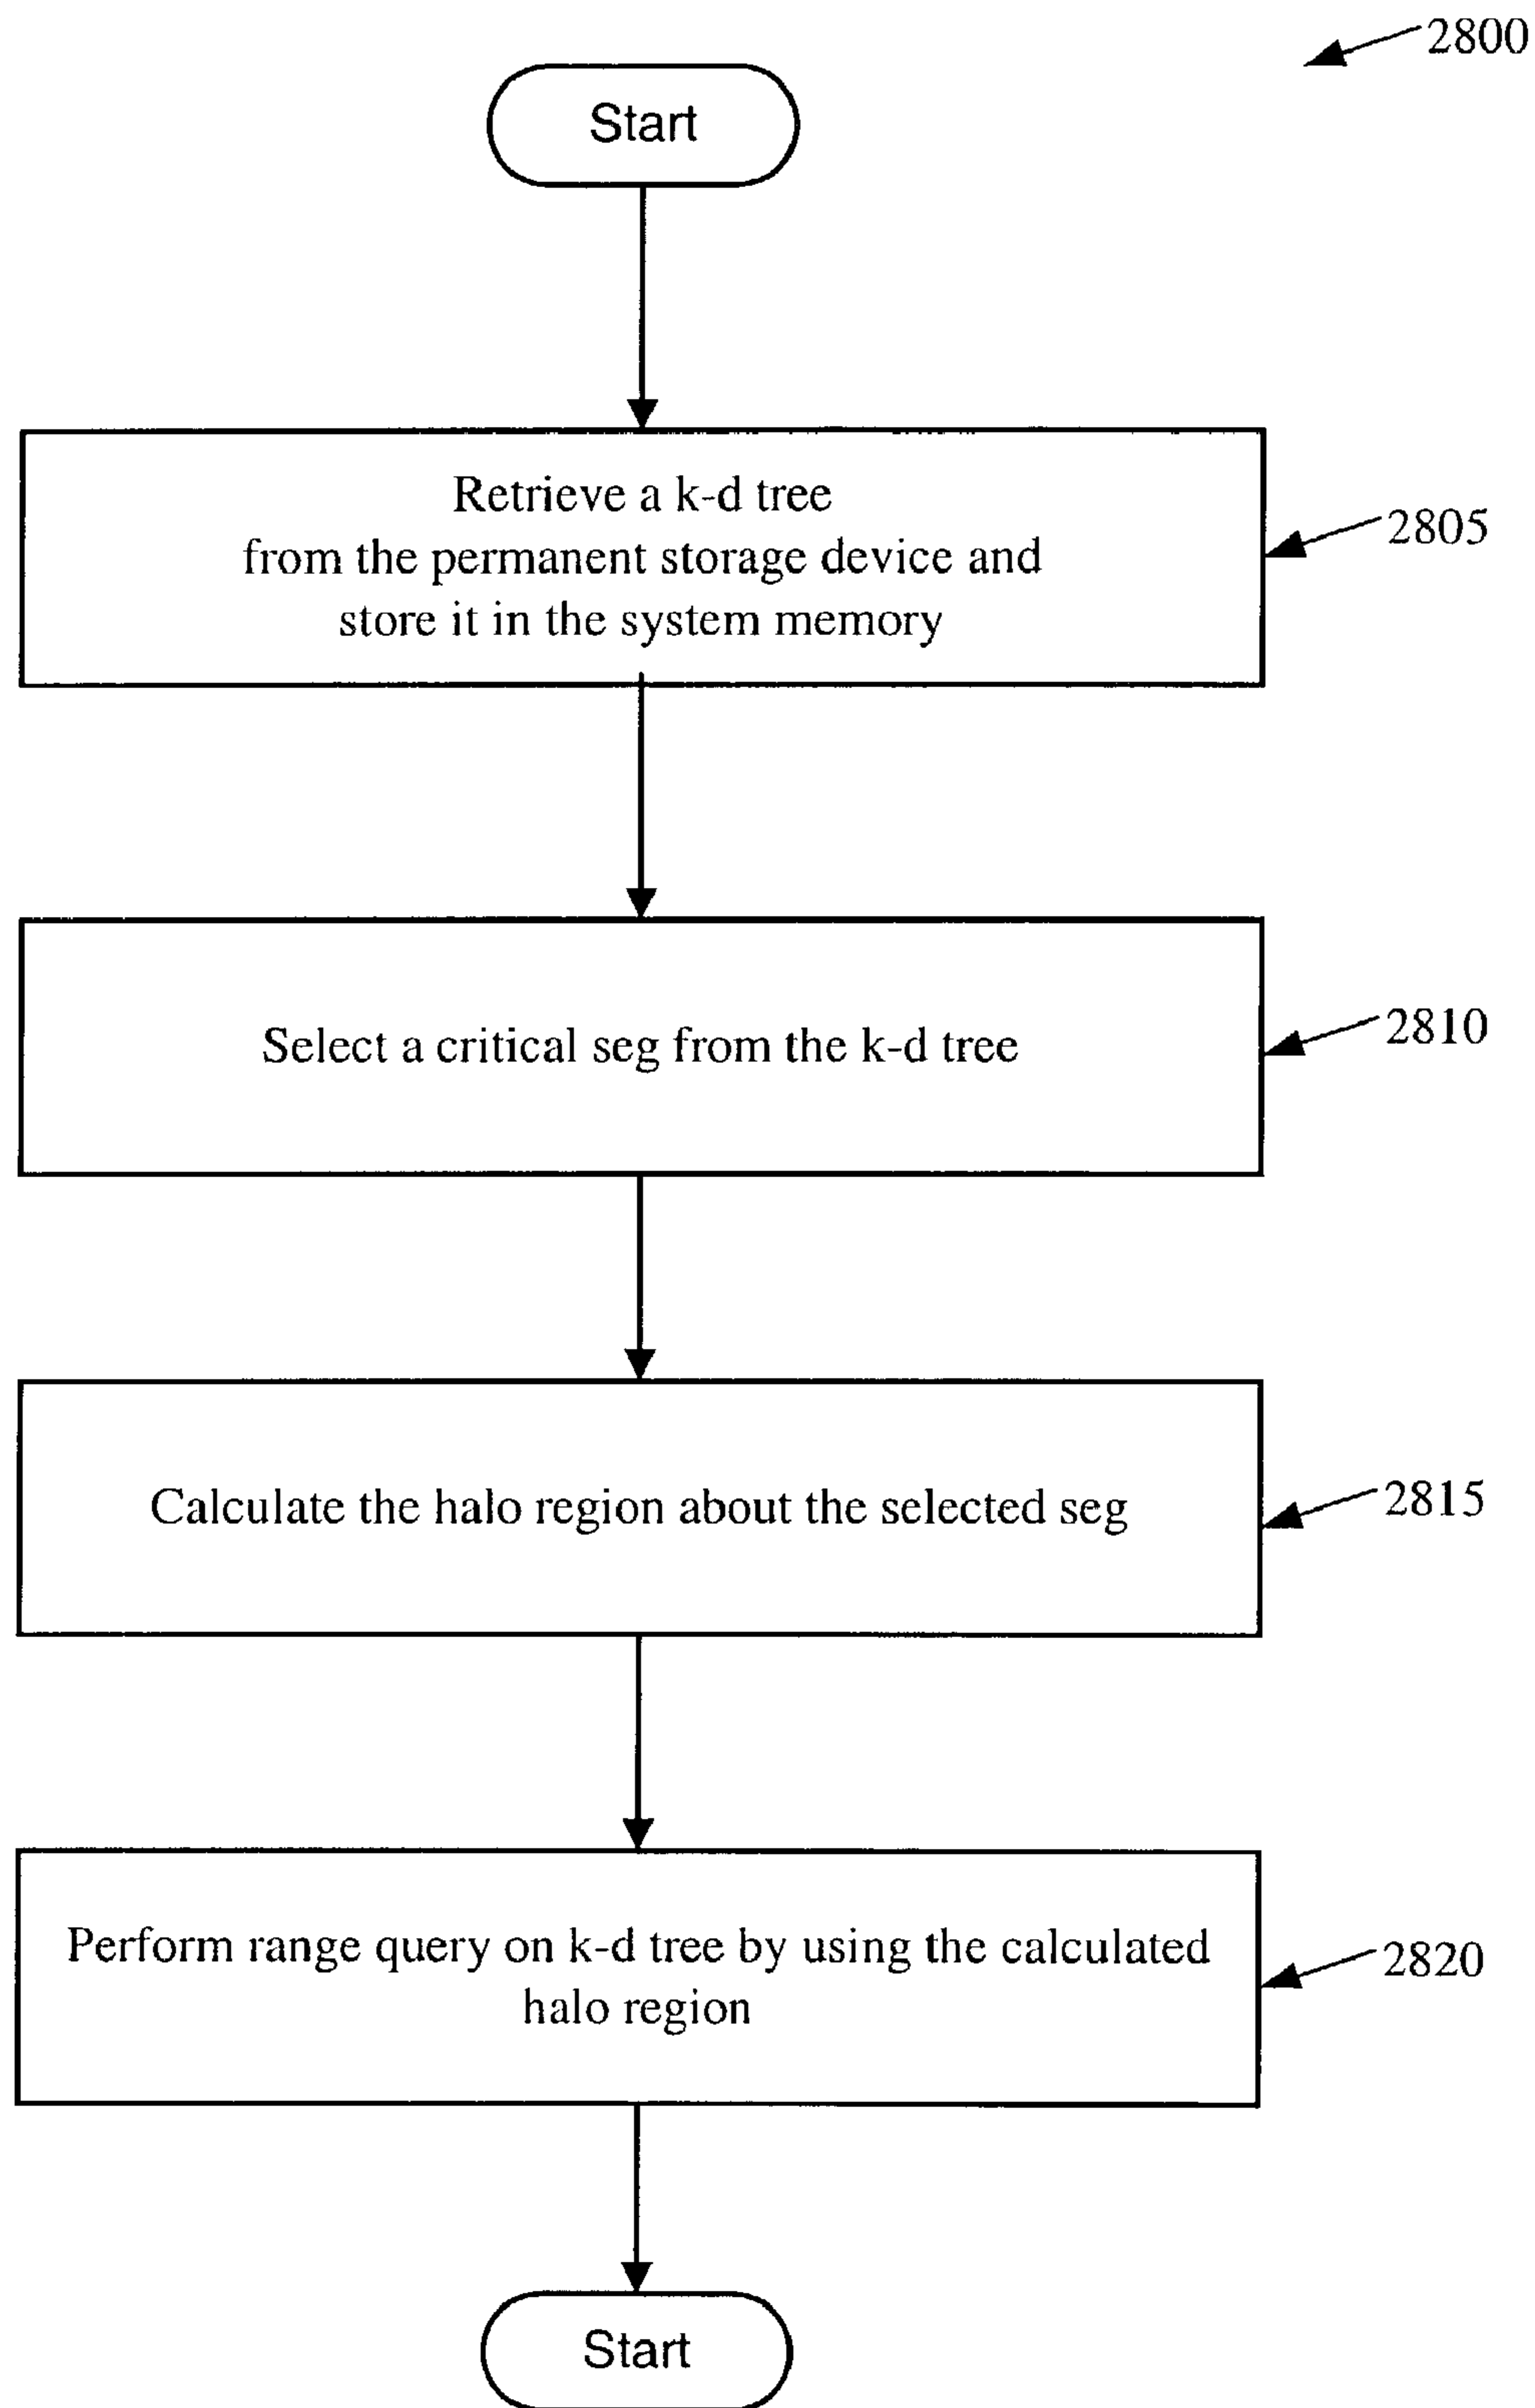 2800
Start
Retrieve a k-d tree
from the permanent storage device and
store it in the system memory
2805
Select a critical seg from the k-d tree
2810
Calculate the halo region about the selected seg
2815
Perform range query on k-d tree by using the calculated
halo region
2820
Start